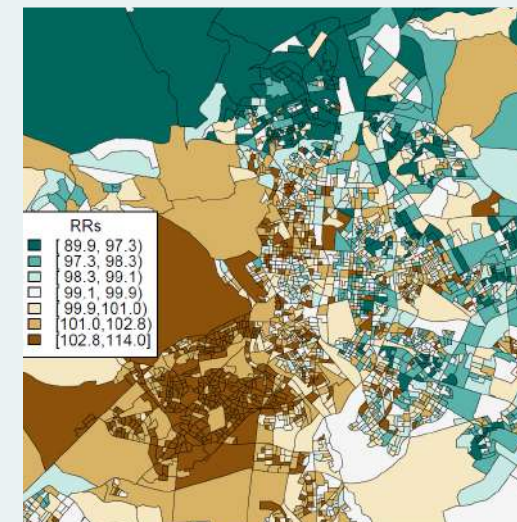 RRs
[ 89.9, 97.3)
[ 97.3, 98.3)
[ 98.3, 99.1)
[ 99.1, 99.9)
[ 99.9,101.0)
[101.0,102.8)
[102.8,114.0]